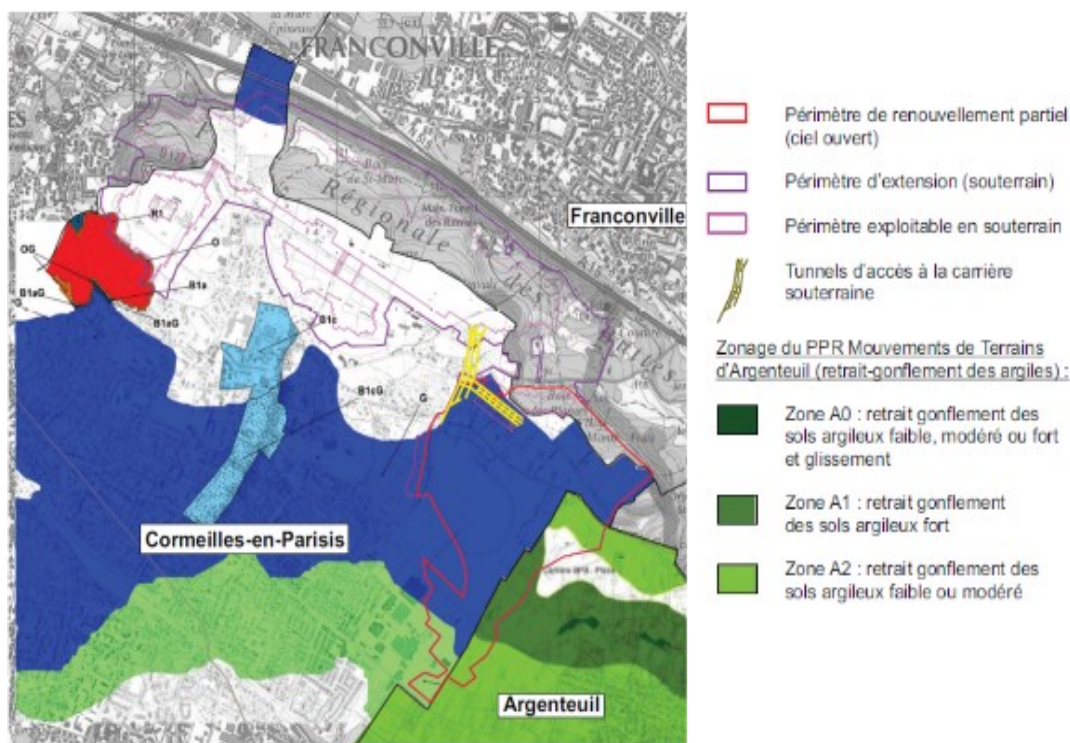 FRANCONVILLE
Régionale
des
Franconville
R1
O
OG
B1aG
B1a
G
B1aG
B1c
B1cG
G
Cormeilles-en-Parisis
Argenteuil
Périmètre de renouvellement partiel
(ciel ouvert)
Périmètre d'extension (souterrain)
Périmètre exploitable en souterrain
Tunnels d'accès à la carrière
souterraine
Zonage du PPR Mouvements de Terrains
d'Argenteuil (retrait-gonflement des argiles) :
Zone A0 : retrait gonflement des
sols argileux faible, modéré ou fort
et glissement
Zone A1 : retrait gonflement
des sols argileux fort
Zone A2 : retrait gonflement des
sols argileux faible ou modéré